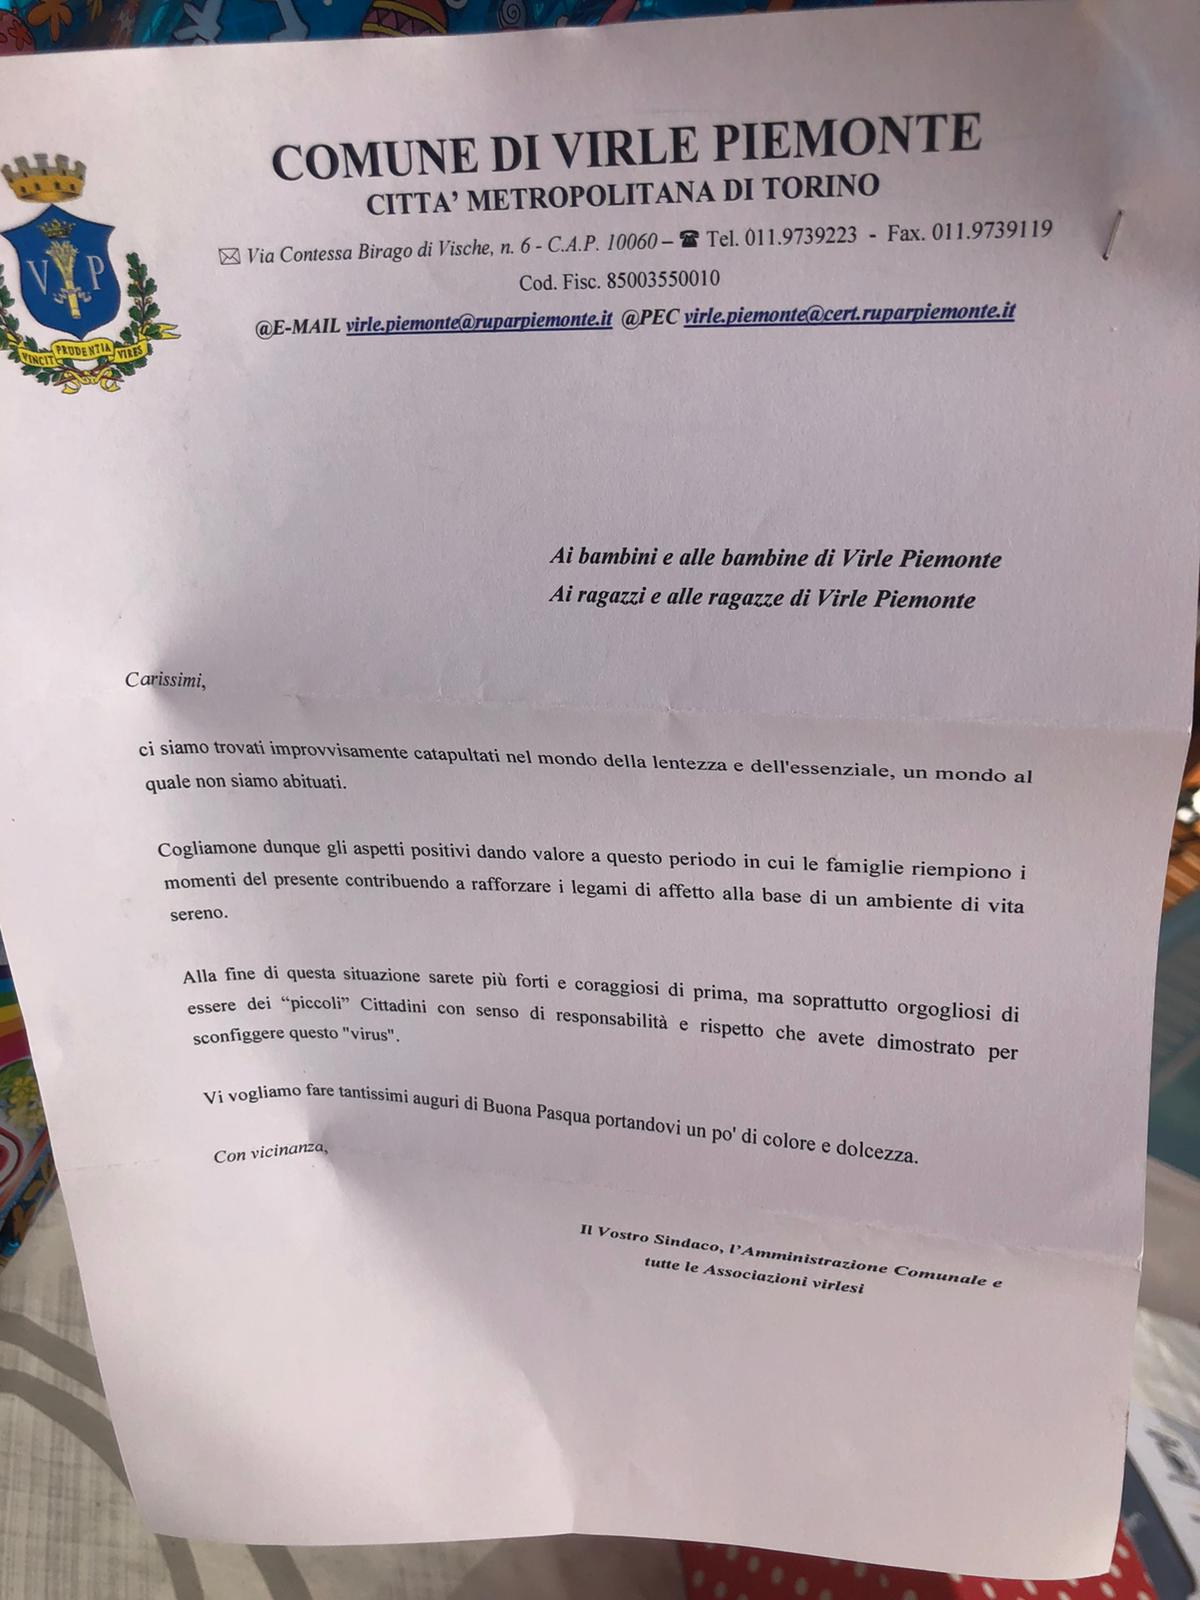 COMUNE DI VIRLE PIEMONTE
CITTA' METROPOLITANA DI TORINO
Via Contessa Birago di Vische, n. 6 - C.A.P. 10060 – Tel. 011.9739223 - Fax. 011.9739119
Cod. Fisc. 85003550010
@E-MAIL virle.piemonte@ruparpiemonte.it @PEC virle.piemonte@cert.ruparpiemonte.it
V P
VINCIT PRUDENTIA VIRES
Ai bambini e alle bambine di Virle Piemonte
Ai ragazzi e alle ragazze di Virle Piemonte
Carissimi,
ci siamo trovati improvvisamente catapultati nel mondo della lentezza e dell'essenziale, un mondo al
quale non siamo abituati.
Cogliamone dunque gli aspetti positivi dando valore a questo periodo in cui le famiglie riempiono i
momenti del presente contribuendo a rafforzare i legami di affetto alla base di un ambiente di vita
sereno.
Alla fine di questa situazione sarete più forti e coraggiosi di prima, ma soprattutto orgogliosi di
essere dei “piccoli” Cittadini con senso di responsabilità e rispetto che avete dimostrato per
sconfiggere questo "virus".
Vi vogliamo fare tantissimi auguri di Buona Pasqua portandovi un po' di colore e dolcezza.
Con vicinanza,
Il Vostro Sindaco, l'Amministrazione Comunale e
tutte le Associazioni virlesi